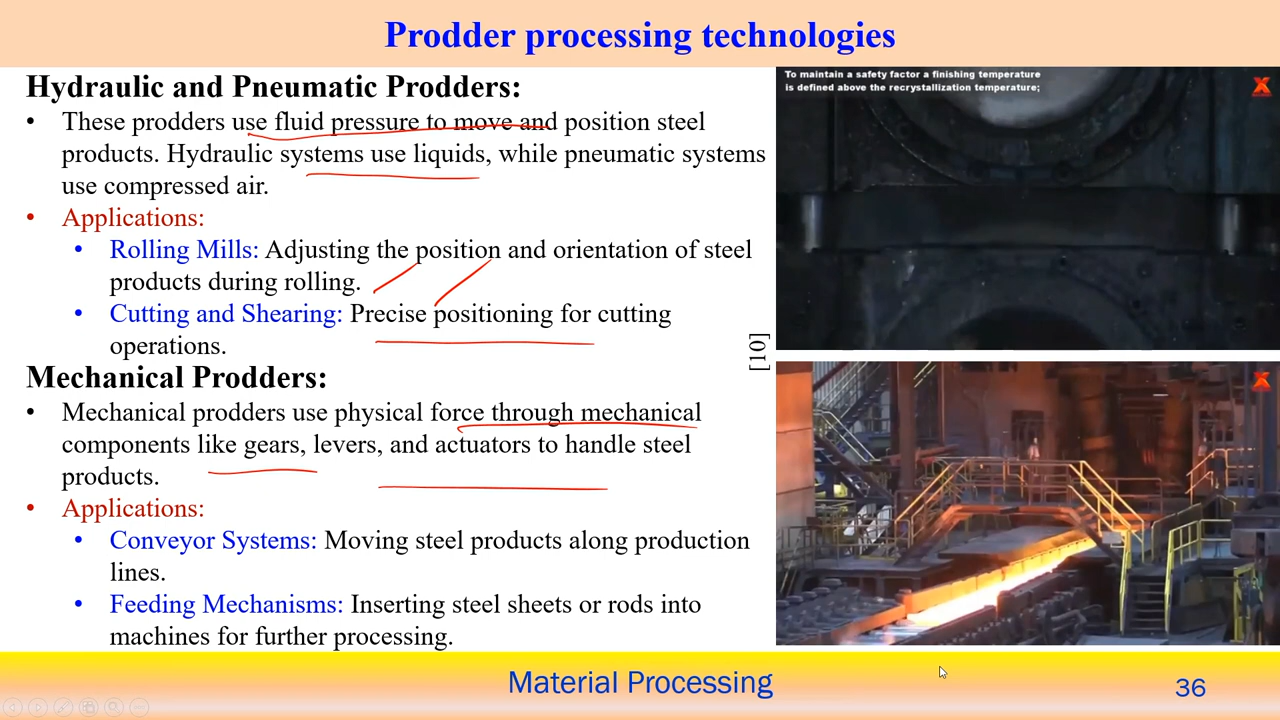 Prodder processing technologies
Hydraulic and Pneumatic Prodders:
• These prodders use fluid pressure to move and position steel
products. Hydraulic systems use liquids, while pneumatic systems
use compressed air.
• Applications:
• Rolling Mills: Adjusting the position and orientation of steel
products during rolling.
• Cutting and Shearing: Precise positioning for cutting
operations.
Mechanical Prodders:
• Mechanical prodders use physical force through mechanical
components like gears, levers, and actuators to handle steel
products.
• Applications:
• Conveyor Systems: Moving steel products along production
lines.
• Feeding Mechanisms: Inserting steel sheets or rods into
machines for further processing.
[10]
To maintain a safety factor a finishing temperature
is defined above the recrystallization temperature;
X
X
Material Processing
36